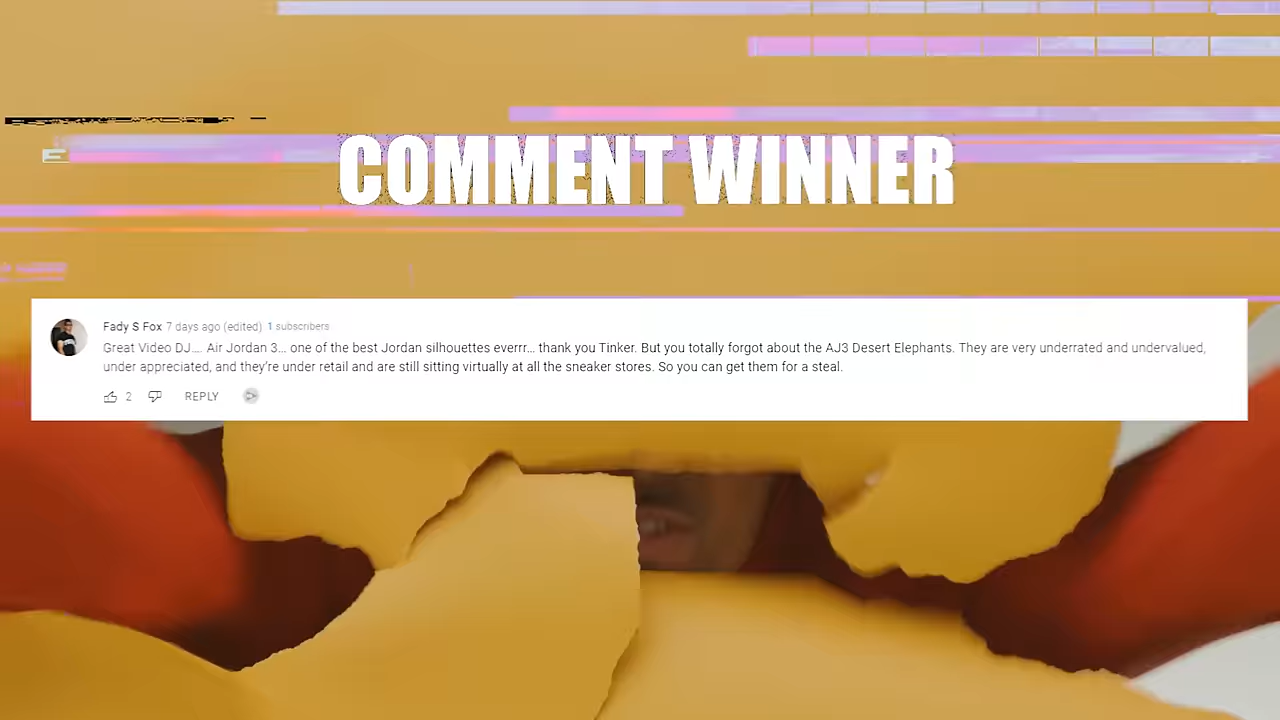 COMMENT WINNER
Fady S Fox 7 days ago (edited) 1 subscribers
Great Video DJ.... Air Jordan 3... one of the best Jordan silhouettes everrr... thank you Tinker. But you totally forgot about the AJ3 Desert Elephants. They are very underrated and undervalued,
under appreciated, and they're under retail and are still sitting virtually at all the sneaker stores. So you can get them for a steal.
2 REPLY